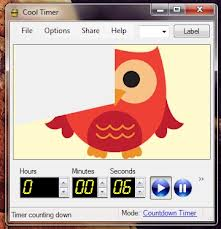 Cool Timer
File Options Share Help Label
Hours Minutes Seconds
0 00 06
Timer counting down Mode: Countdown Timer